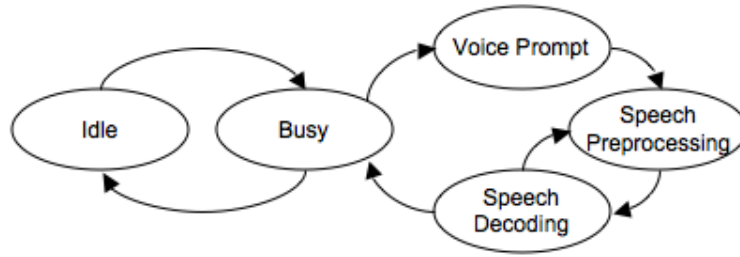 Voice Prompt
Idle
Busy
Speech
Preprocessing
Speech
Decoding